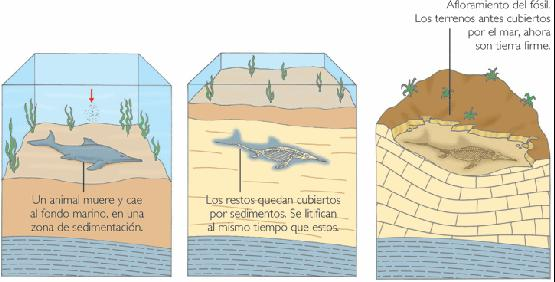 Un animal muere y cae
al fondo marino, en una
zona de sedimentación.
Los restos quedan cubiertos
por sedimentos. Se litifican
al mismo tiempo que estos.
Afloramiento del fósil.
Los terrenos antes cubiertos
por el mar, ahora
son tierra firme.